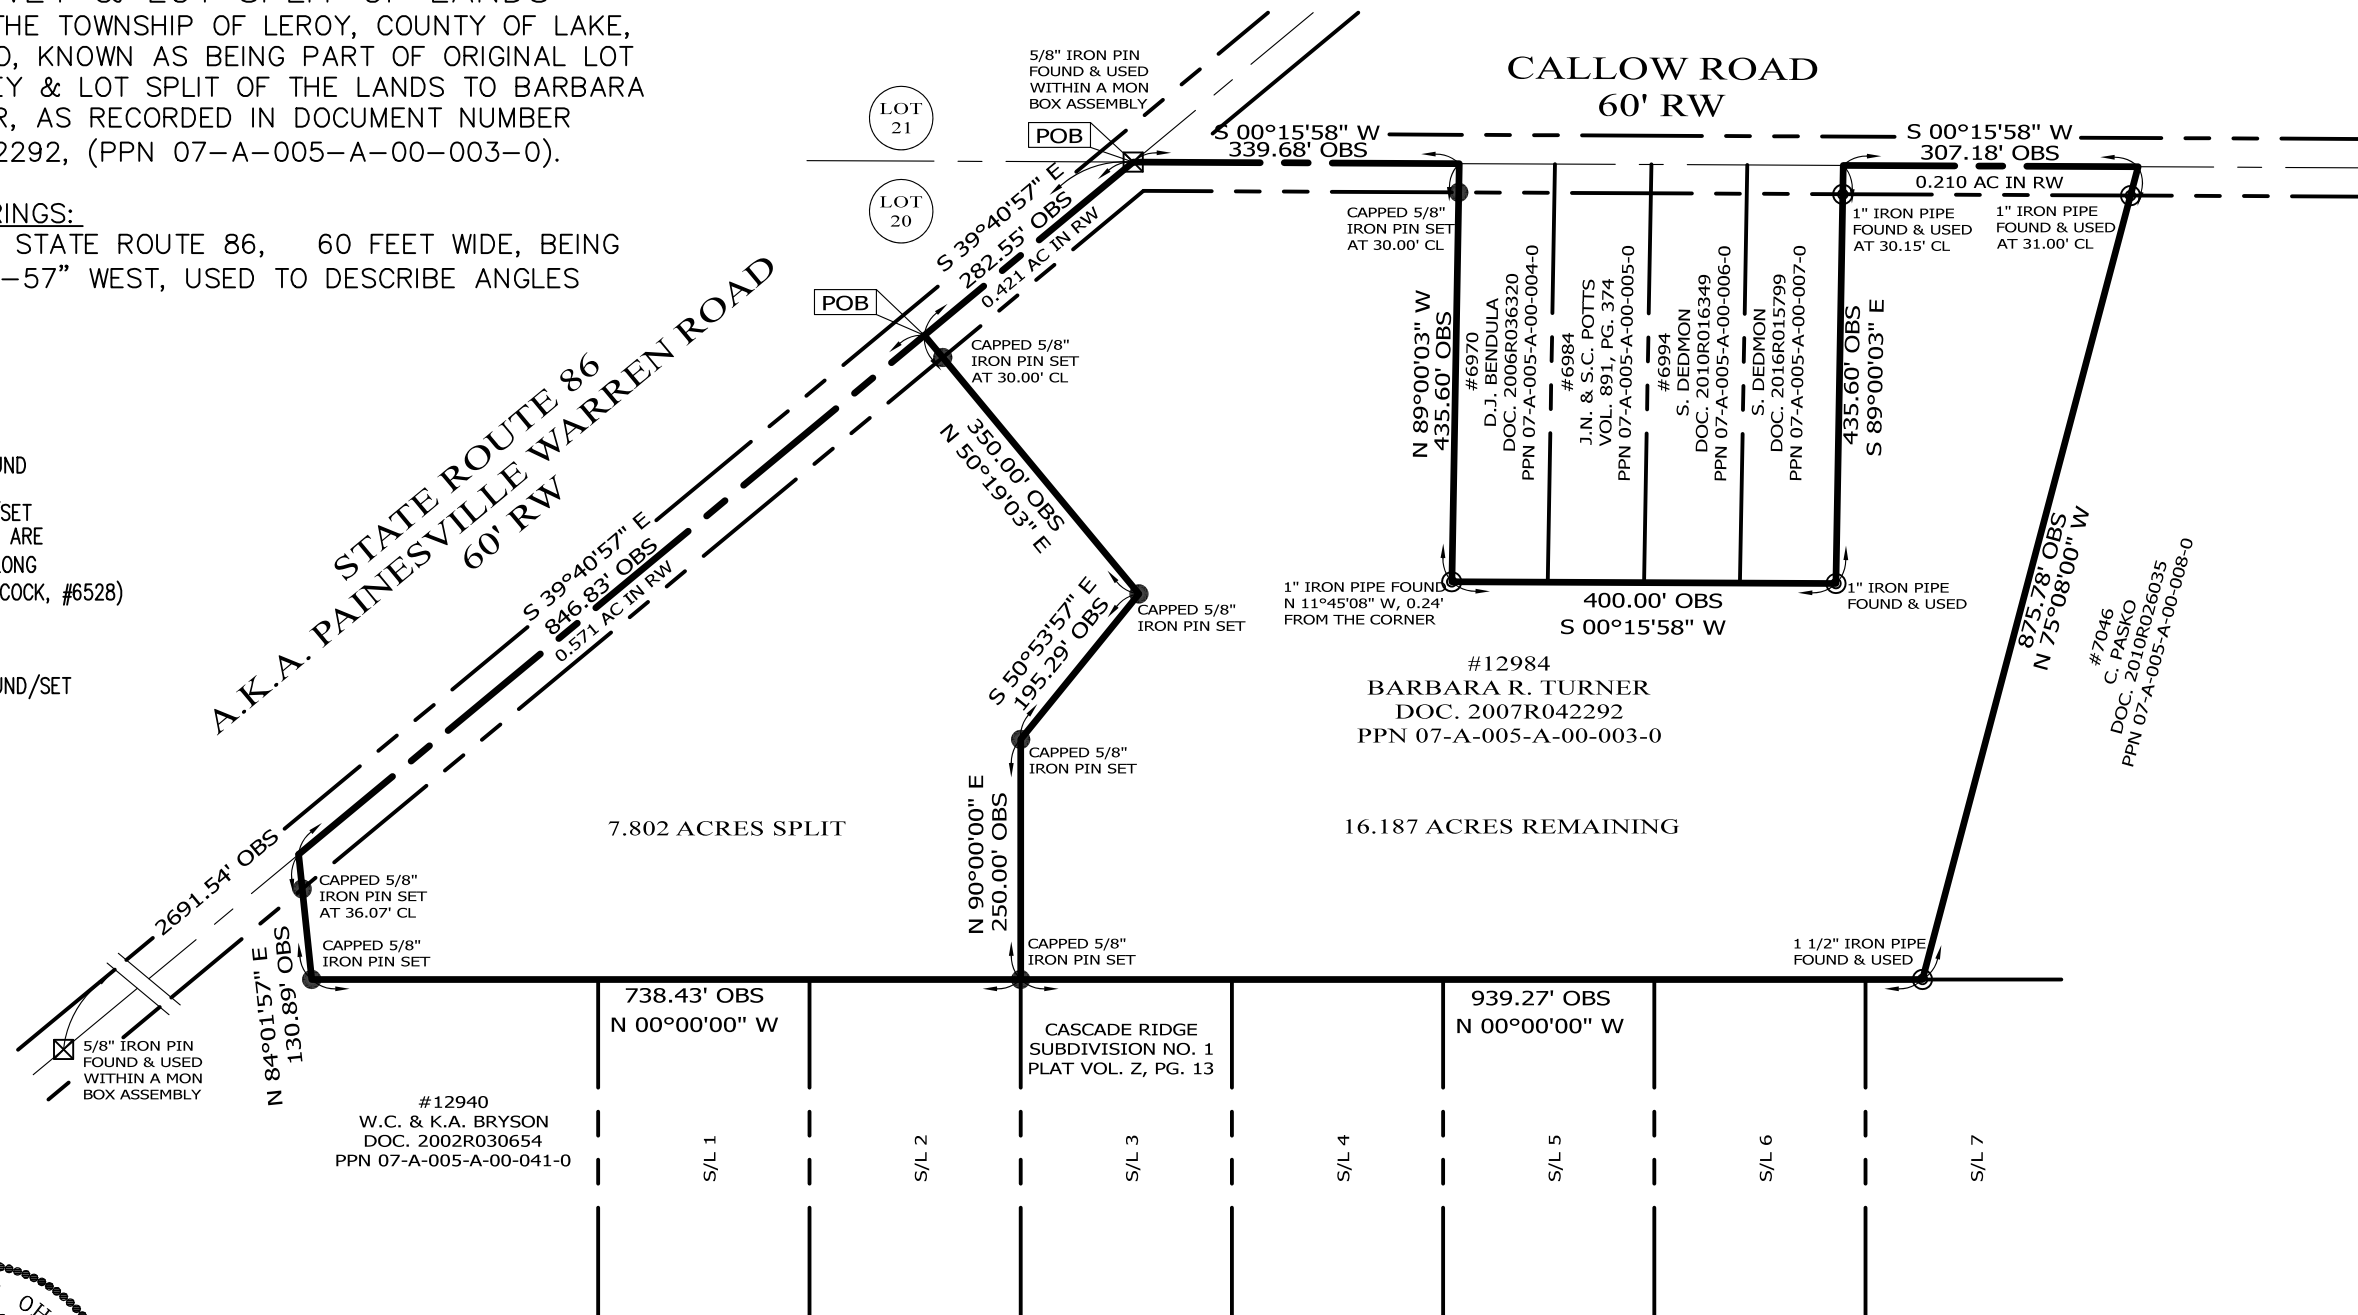 THE TOWNSHIP OF LEROY, COUNTY OF LAKE,
KNOWN AS BEING PART OF ORIGINAL LOT
& LOT SPLIT OF THE LANDS TO BARBARA
AS RECORDED IN DOCUMENT NUMBER
2292, (PPN 07-A-005-A-00-003-0).
RINGS:
STATE ROUTE 86, 60 FEET WIDE, BEING
-57" WEST, USED TO DESCRIBE ANGLES
UND
/SET
ARE
LONG
COCK, #6528)
UND/SET
LOT
21
LOT
20
5/8" IRON PIN
FOUND & USED
WITHIN A MON
BOX ASSEMBLY
POB
CALLOW ROAD
60' RW
S 00°15'58" W
339.68' OBS
S 00°15'58" W
307.18' OBS
0.210 AC IN RW
S 39°40'57" E
282.55' OBS
0.421 AC IN RW
POB
CAPPED 5/8"
IRON PIN SET
AT 30.00' CL
CAPPED 5/8"
IRON PIN SET
AT 30.00' CL
1" IRON PIPE
FOUND & USED
AT 30.15' CL
1" IRON PIPE
FOUND & USED
AT 31.00' CL
STATE ROUTE 86
A.K.A. PAINESVILLE WARREN ROAD
60' RW
N 89°00'03" W
435.60' OBS
#6970
D.J. BENDULA
DOC. 2006R036320
PPN 07-A-005-A-00-004-0
#6984
J.N. & S.C. POTTS
VOL. 891, PG. 374
PPN 07-A-005-A-00-005-0
#6994
S. DEDMON
DOC. 2010R016349
PPN 07-A-005-A-00-006-0
S. DEDMON
DOC. 2016R015799
PPN 07-A-005-A-00-007-0
435.60' OBS
S 89°00'03" E
350.00' OBS
N 50°19'03" E
S 39°40'57" E
846.83' OBS
0.571 AC IN RW
S 50°53'57" E
195.29' OBS
CAPPED 5/8"
IRON PIN SET
1" IRON PIPE FOUND
N 11°45'08" W, 0.24'
FROM THE CORNER
400.00' OBS
S 00°15'58" W
1" IRON PIPE
FOUND & USED
875.78' OBS
N 75°08'00" W
#7046
C. PASKO
DOC. 2010R026035
PPN 07-A-005-A-00-008-0
#12984
BARBARA R. TURNER
DOC. 2007R042292
PPN 07-A-005-A-00-003-0
CAPPED 5/8"
IRON PIN SET
N 90°00'00" E
250.00' OBS
7.802 ACRES SPLIT
16.187 ACRES REMAINING
2691.54' OBS
CAPPED 5/8"
IRON PIN SET
AT 36.07' CL
CAPPED 5/8"
IRON PIN SET
N 84°01'57" E
130.89' OBS
CAPPED 5/8"
IRON PIN SET
1 1/2" IRON PIPE
FOUND & USED
738.43' OBS
N 00°00'00" W
939.27' OBS
N 00°00'00" W
CASCADE RIDGE
SUBDIVISION NO. 1
PLAT VOL. Z, PG. 13
5/8" IRON PIN
FOUND & USED
WITHIN A MON
BOX ASSEMBLY
#12940
W.C. & K.A. BRYSON
DOC. 2002R030654
PPN 07-A-005-A-00-041-0
S/L 1
S/L 2
S/L 3
S/L 4
S/L 5
S/L 6
S/L 7